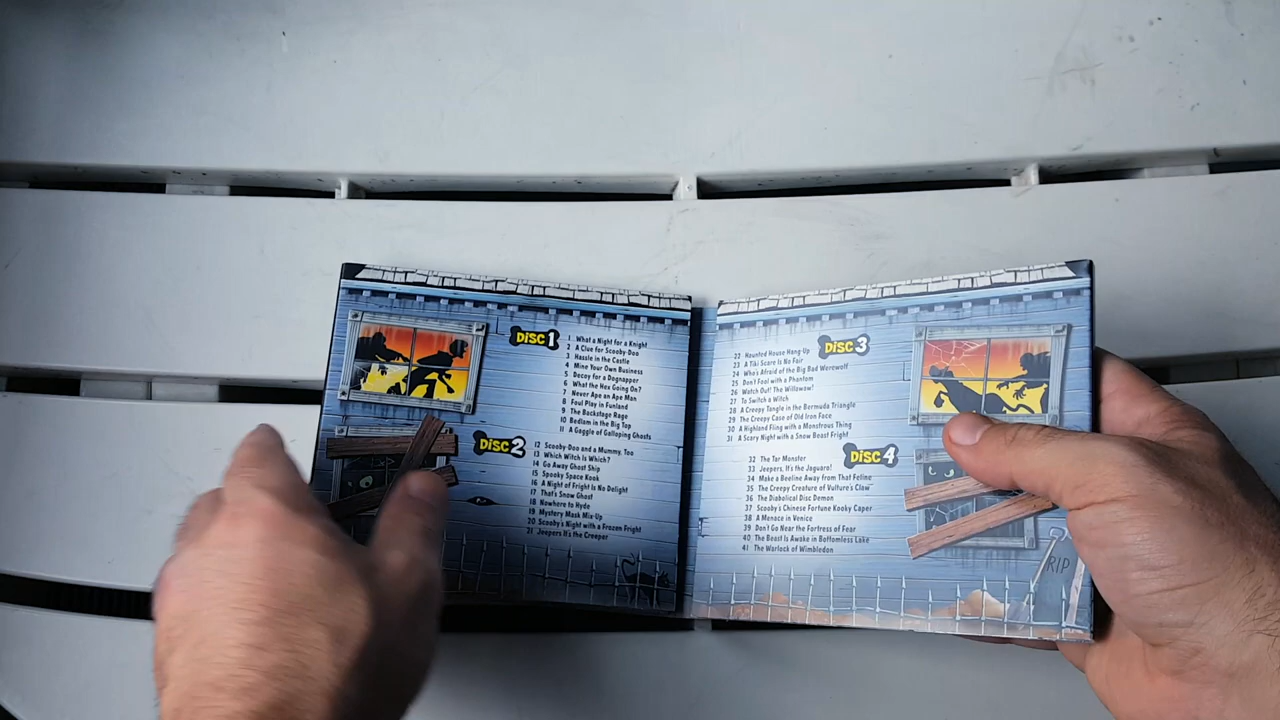 DISC 1
1 What a Night for a Knight
2 A Clue for Scooby-Doo
3 Hassle in the Castle
4 Mine Your Own Business
5 Decoy for a Dognapper
6 What the Hex Going On?
7 Never Ape an Ape Man
8 Foul Play in Funland
9 The Backstage Rage
10 Bedlam in the Big Top
11 A Gaggle of Galloping Ghosts
DISC 2
12 Scooby-Doo and a Mummy, Too
13 Which Witch Is Which?
14 Go Away Ghost Ship
15 Spooky Space Kook
16 A Night of Fright Is No Delight
17 That's Snow Ghost
18 Nowhere to Hyde
19 Mystery Mask Mix-Up
20 Scooby's Night with a Frozen Fright
21 Jeepers It's the Creeper
DISC 3
22 Haunted House Hang-Up
23 A Tiki Scare Is No Fair
24 Who's Afraid of the Big Bad Werewolf
25 Don't Fool with a Phantom
26 Watch Out! The Willawaw!
27 To Switch a Witch
28 A Creepy Tangle in the Bermuda Triangle
29 The Creepy Case of Old Iron Face
30 A Highland Fling with a Monstrous Thing
31 A Scary Night with a Snow Beast Fright
DISC 4
32 The Tar Monster
33 Jeepers, It's the Jaguaro!
34 Make a Beeline Away from That Feline
35 The Creepy Creature of Vulture's Claw
36 The Diabolical Disc Demon
37 Scooby's Chinese Fortune Kooky Caper
38 A Menace in Venice
39 Don't Go Near the Fortress of Fear
40 The Beast Is Awake in Bottomless Lake
41 The Warlock of Wimbledon
RIP